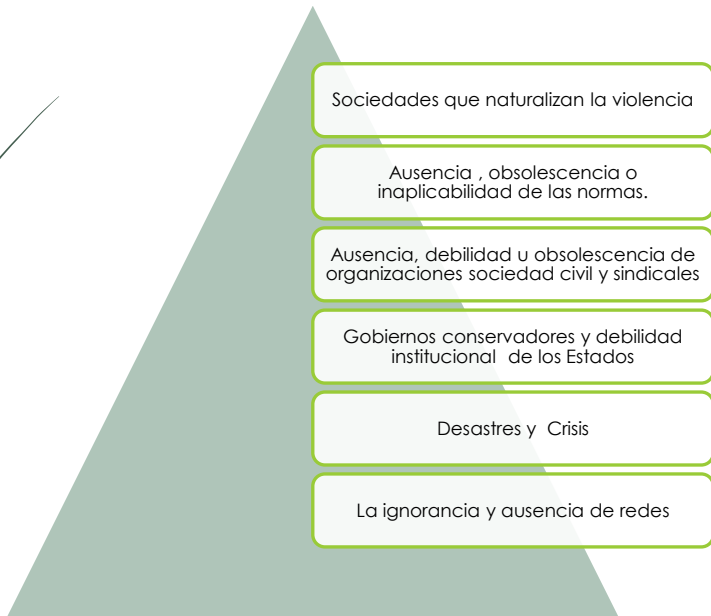 Sociedades que naturalizan la violencia
Ausencia , obsolescencia o
inaplicabilidad de las normas.
Ausencia, debilidad u obsolescencia de
organizaciones sociedad civil y sindicales
Gobiernos conservadores y debilidad
institucional de los Estados
Desastres y Crisis
La ignorancia y ausencia de redes